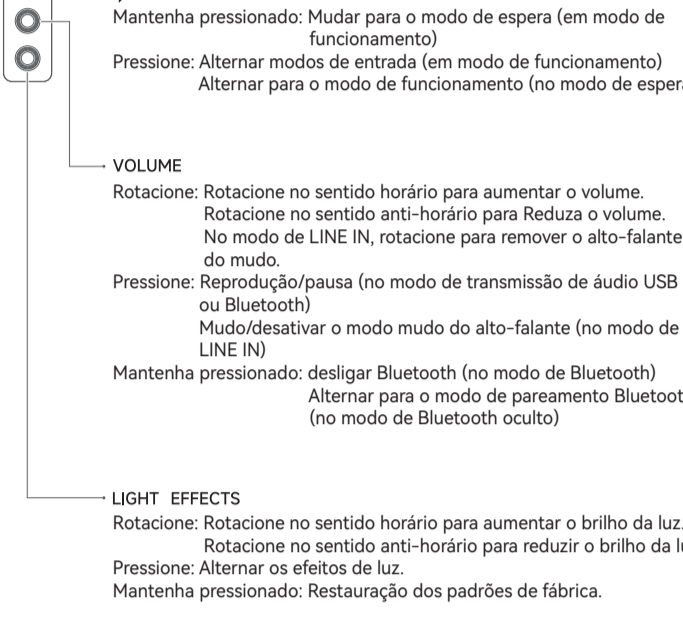 Mantenha pressionado: Mudar para o modo de espera (em modo de
funcionamento)
Pressione: Alternar modos de entrada (em modo de funcionamento)
Alternar para o modo de funcionamento (no modo de
VOLUME
Rotacione: Rotacione no sentido horário para aumentar o volume.
Rotacione no sentido anti-horário para Reduza o volume.
No modo de LINE IN, rotacione para remover o alto-falante
do mudo.
Pressione: Reprodução/pausa (no modo de transmissão de áudio USB
ou Bluetooth)
Mudo/desativar o modo mudo do alto-falante (no modo de
LINE IN)
Mantenha pressionado: desligar Bluetooth (no modo de Bluetooth)
Alternar para o modo de pareamento
(no modo de Bluetooth oculto)
LIGHT EFFECTS
Rotacione: Rotacione no sentido horário para aumentar o brilho da luz.
Rotacione no sentido anti-horário para reduzir o brilho da
Pressione: Alternar os efeitos de luz.
Mantenha pressionado: Restauração dos padrões de fábrica.